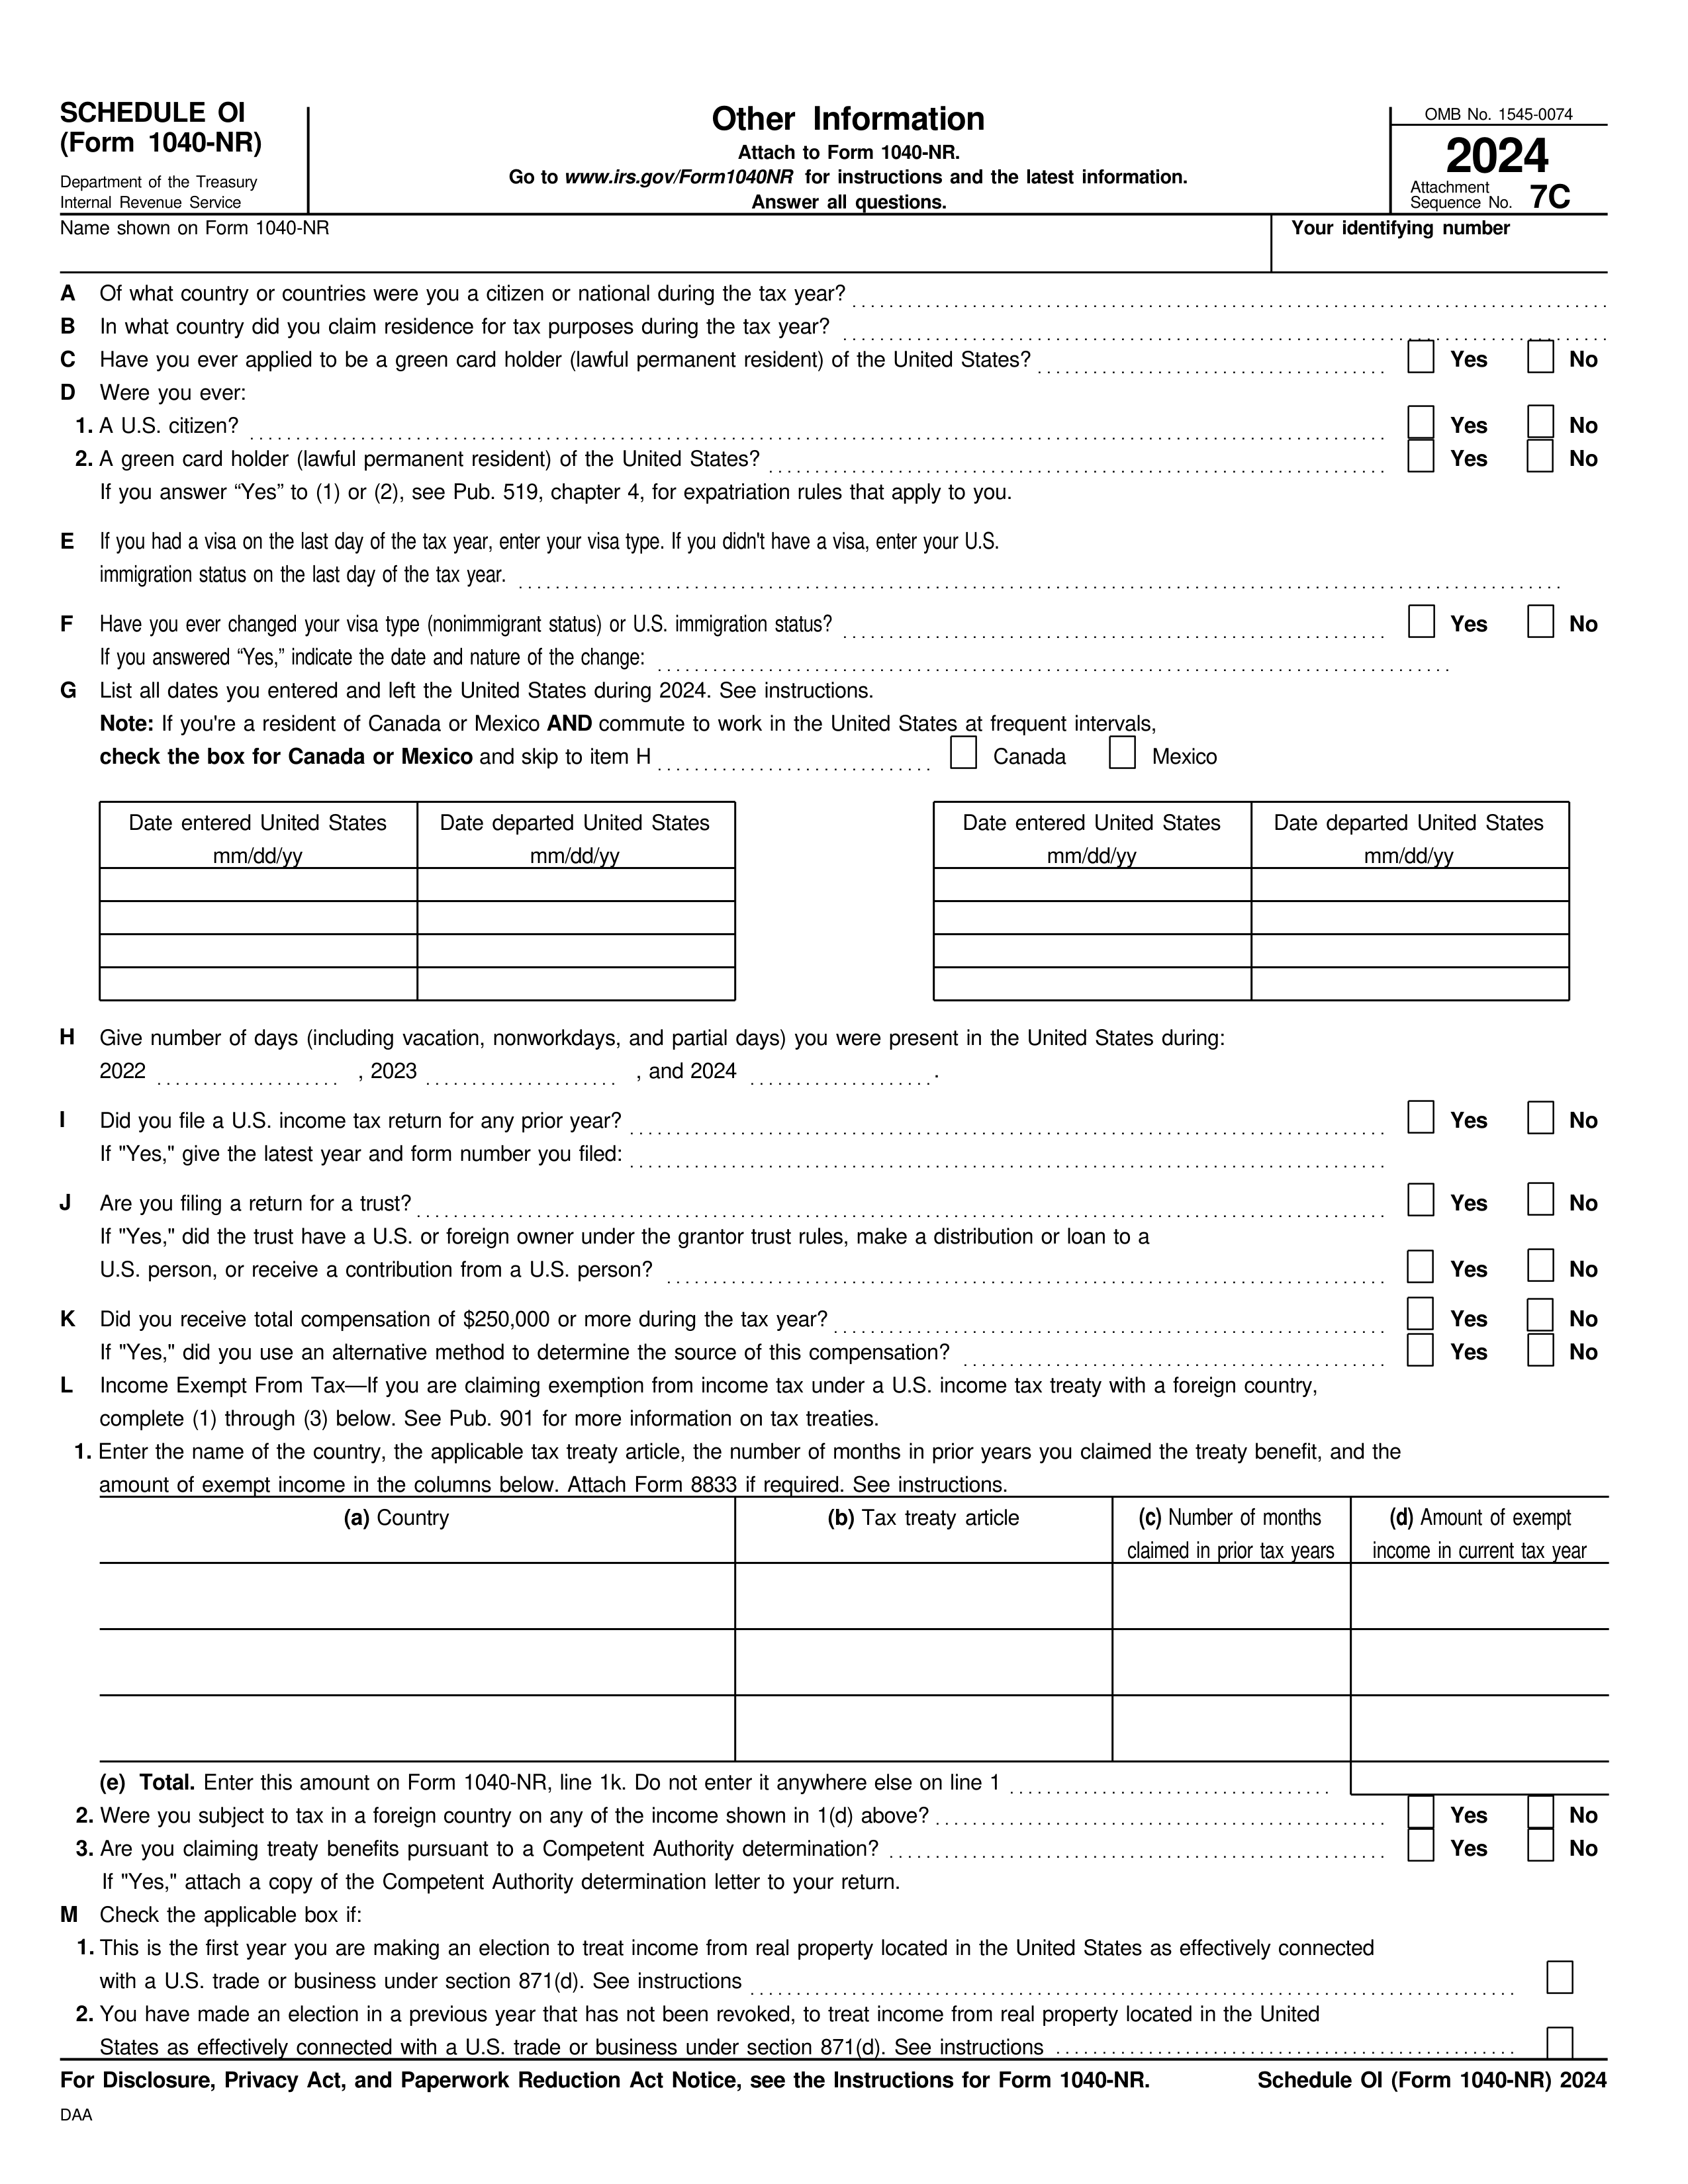 SCHEDULE OI
(Form 1040-NR)
Department of the Treasury
Internal Revenue Service
Other Information
Attach to Form 1040-NR.
Go to www.irs.gov/Form1040NR for instructions and the latest information.
Answer all questions.
OMB No. 1545-0074
2024
Attachment
Sequence No. 7C
Name shown on Form 1040-NR
Your identifying number
A Of what country or countries were you a citizen or national during the tax year?
B In what country did you claim residence for tax purposes during the tax year?
C Have you ever applied to be a green card holder (lawful permanent resident) of the United States? Yes No
D Were you ever:
1. A U.S. citizen? Yes No
2. A green card holder (lawful permanent resident) of the United States? Yes No
If you answer “Yes” to (1) or (2), see Pub. 519, chapter 4, for expatriation rules that apply to you.
E If you had a visa on the last day of the tax year, enter your visa type. If you didn't have a visa, enter your U.S.
immigration status on the last day of the tax year.
F Have you ever changed your visa type (nonimmigrant status) or U.S. immigration status? Yes No
If you answered “Yes,” indicate the date and nature of the change:
G List all dates you entered and left the United States during 2024. See instructions.
Note: If you're a resident of Canada or Mexico AND commute to work in the United States at frequent intervals,
check the box for Canada or Mexico and skip to item H Canada Mexico
Date entered United States Date departed United States Date entered United States Date departed United States
mm/dd/yy mm/dd/yy mm/dd/yy mm/dd/yy
H Give number of days (including vacation, nonworkdays, and partial days) you were present in the United States during:
2022 , 2023 , and 2024 .
I Did you file a U.S. income tax return for any prior year? Yes No
If "Yes," give the latest year and form number you filed:
J Are you filing a return for a trust? Yes No
If "Yes," did the trust have a U.S. or foreign owner under the grantor trust rules, make a distribution or loan to a
U.S. person, or receive a contribution from a U.S. person? Yes No
K Did you receive total compensation of $250,000 or more during the tax year? Yes No
If "Yes," did you use an alternative method to determine the source of this compensation? Yes No
L Income Exempt From Tax—If you are claiming exemption from income tax under a U.S. income tax treaty with a foreign country,
complete (1) through (3) below. See Pub. 901 for more information on tax treaties.
1. Enter the name of the country, the applicable tax treaty article, the number of months in prior years you claimed the treaty benefit, and the
amount of exempt income in the columns below. Attach Form 8833 if required. See instructions.
(a) Country (b) Tax treaty article (c) Number of months (d) Amount of exempt
claimed in prior tax years income in current tax year
(e) Total. Enter this amount on Form 1040-NR, line 1k. Do not enter it anywhere else on line 1
2. Were you subject to tax in a foreign country on any of the income shown in 1(d) above? Yes No
3. Are you claiming treaty benefits pursuant to a Competent Authority determination? Yes No
If "Yes," attach a copy of the Competent Authority determination letter to your return.
M Check the applicable box if:
1. This is the first year you are making an election to treat income from real property located in the United States as effectively connected
with a U.S. trade or business under section 871(d). See instructions
2. You have made an election in a previous year that has not been revoked, to treat income from real property located in the United
States as effectively connected with a U.S. trade or business under section 871(d). See instructions
For Disclosure, Privacy Act, and Paperwork Reduction Act Notice, see the Instructions for Form 1040-NR. Schedule OI (Form 1040-NR) 2024
DAA